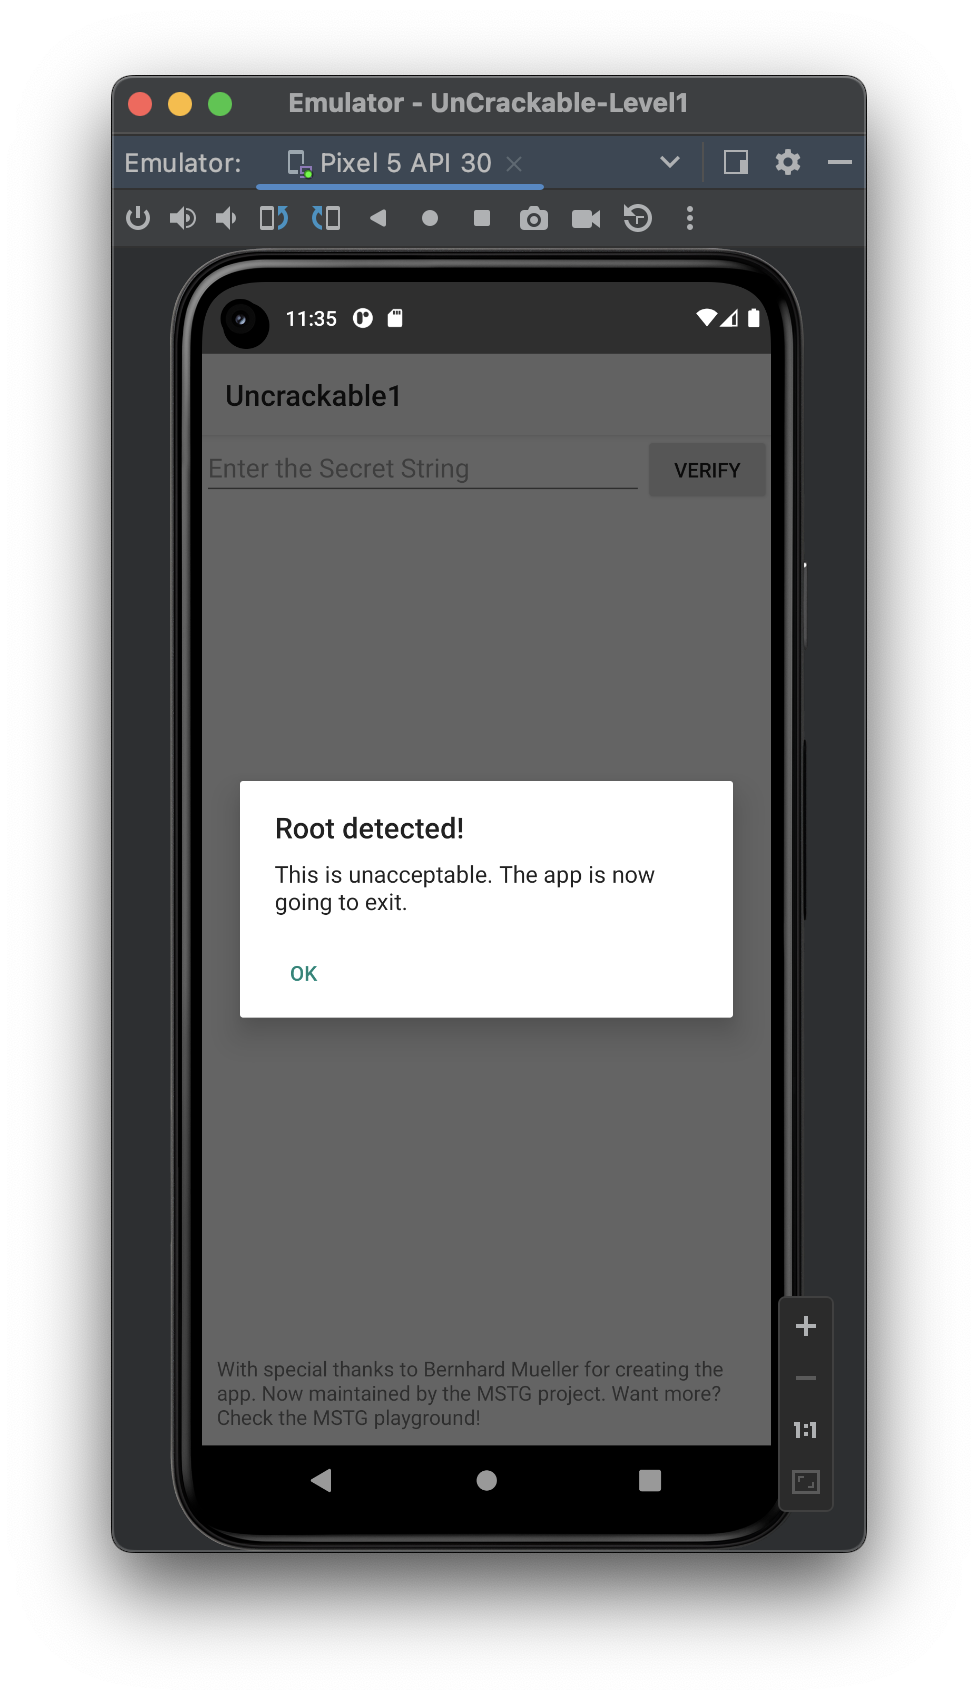 Emulator - UnCrackable-Level1
Emulator: Pixel 5 API 30
11:35
Uncrackable1
Enter the Secret String VERIFY
Root detected!
This is unacceptable. The app is now
going to exit.
OK
With special thanks to Bernhard Mueller for creating the
app. Now maintained by the MSTG project. Want more?
Check the MSTG playground!
1:1